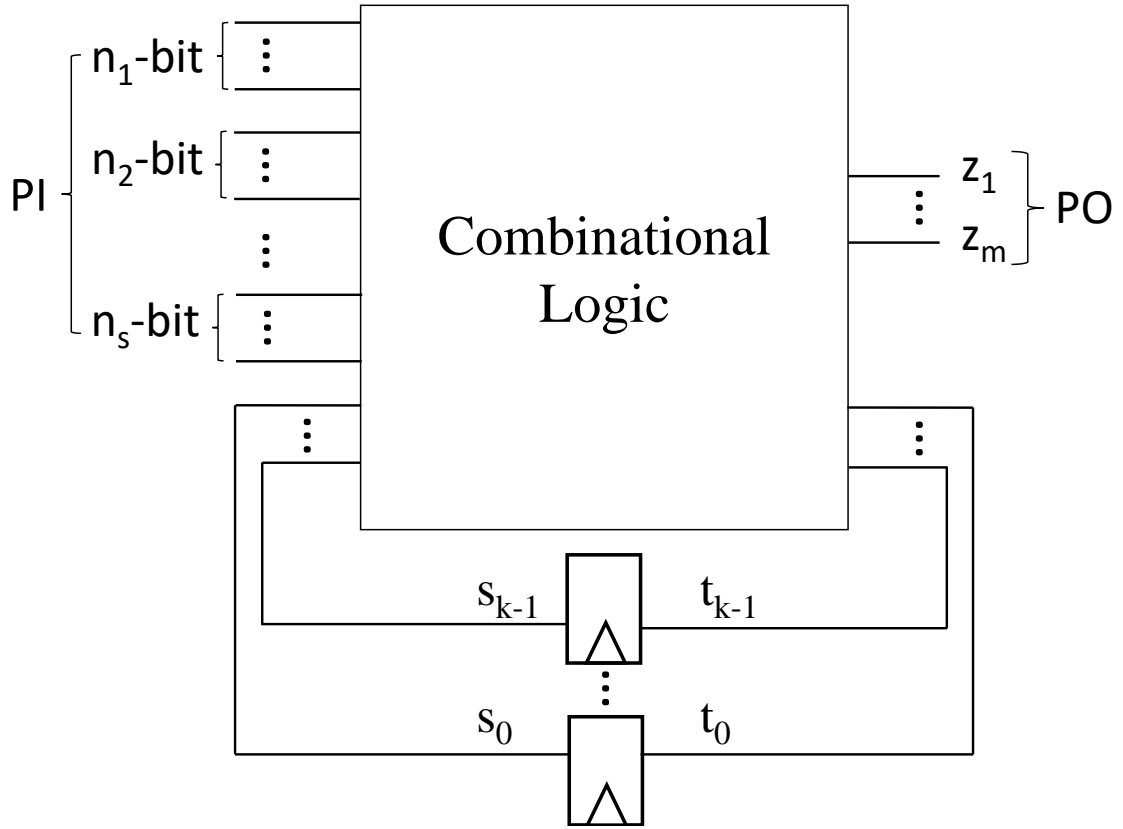 n₁-bit
n₂-bit
PI
nₛ-bit
Combinational
Logic
z₁
zₘ
PO
sₖ₋₁
tₖ₋₁
s₀
t₀